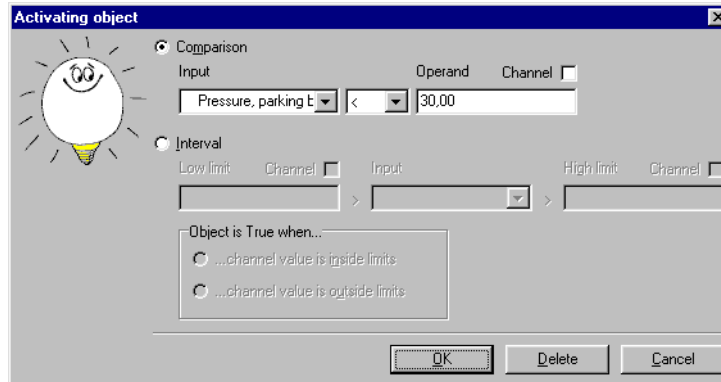 Activating object
Comparison
Input Operand Channel
Pressure, parking b < 30,00
Interval
Low limit Channel Input High limit Channel
> >
Object is True when...
...channel value is inside limits
...channel value is outside limits
OK Delete Cancel